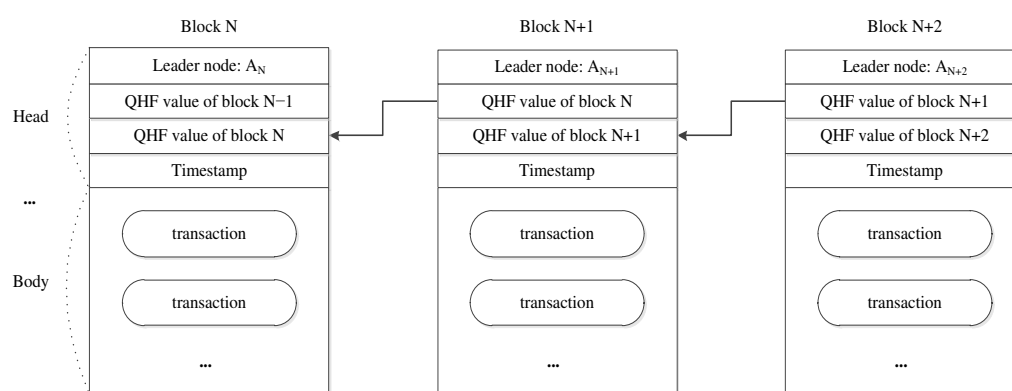 Block N
Block N+1
Block N+2
Head
...
Body
Leader node: A_N
QHF value of block N−1
QHF value of block N
Timestamp
transaction
transaction
...
Leader node: A_N+1
QHF value of block N
QHF value of block N+1
Timestamp
transaction
transaction
...
Leader node: A_N+2
QHF value of block N+1
QHF value of block N+2
Timestamp
transaction
transaction
...